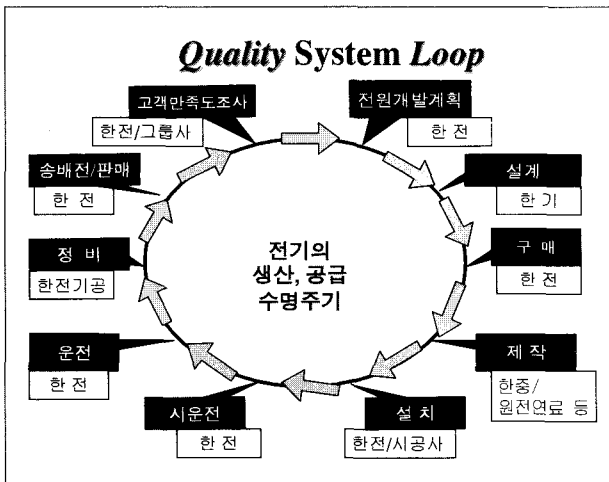 Quality System Loop
고객만족도조사
한전/그룹사
전원개발계획
한 전
송배전/판매
한 전
설계
한 기
정 비
한전기공
전기의
생산, 공급
수명주기
구 매
한 전
운전
한 전
제 작
한중/
원전연료 등
시운전
한 전
설 치
한전/시공사